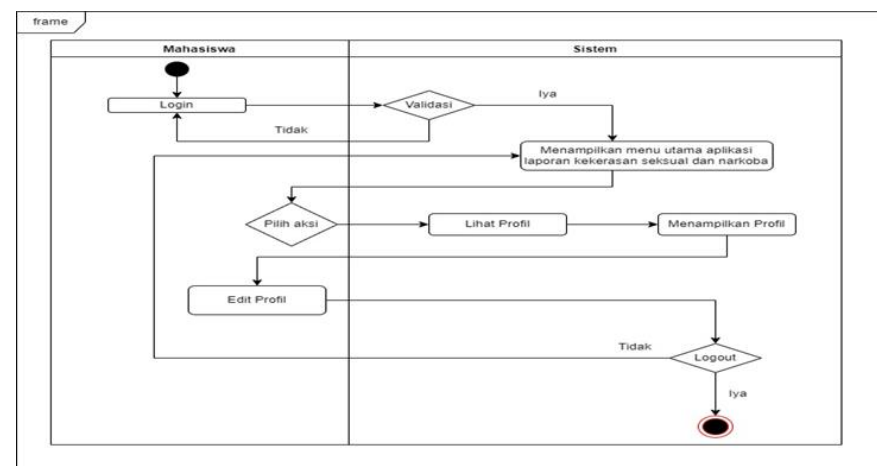 frame
Mahasiswa
Sistem
Login
Validasi
Iya
Tidak
Menampilkan menu utama aplikasi
laporan kekerasan seksual dan narkoba
Pilih aksi
Lihat Profil
Menampilkan Profil
Edit Profil
Tidak
Logout
Iya